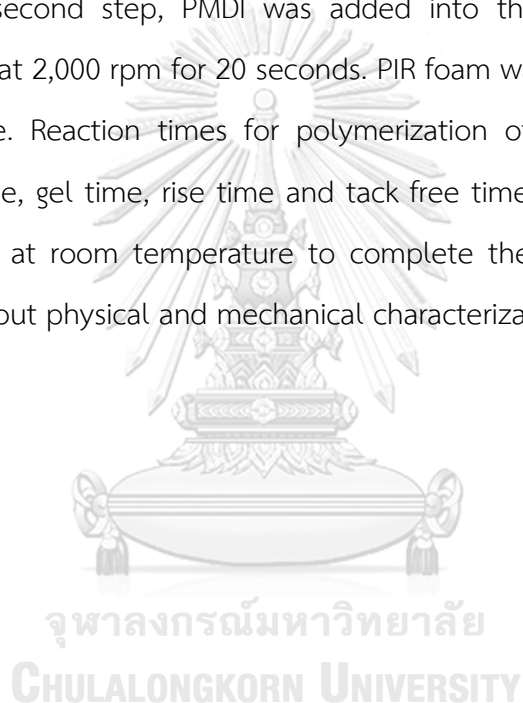 second step, PMDI was added into th
at 2,000 rpm for 20 seconds. PIR foam w
e. Reaction times for polymerization of
e, gel time, rise time and tack free time
at room temperature to complete the
out physical and mechanical characteriza
จุฬาลงกรณ์มหาวิทยาลัย
CHULALONGKORN UNIVERSITY